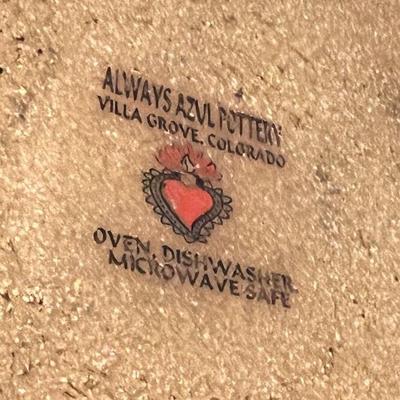 ALWAYS AZUL POTTERY
VILLA GROVE, COLORADO
OVEN, DISHWASHER,
MICROWAVE SAFE